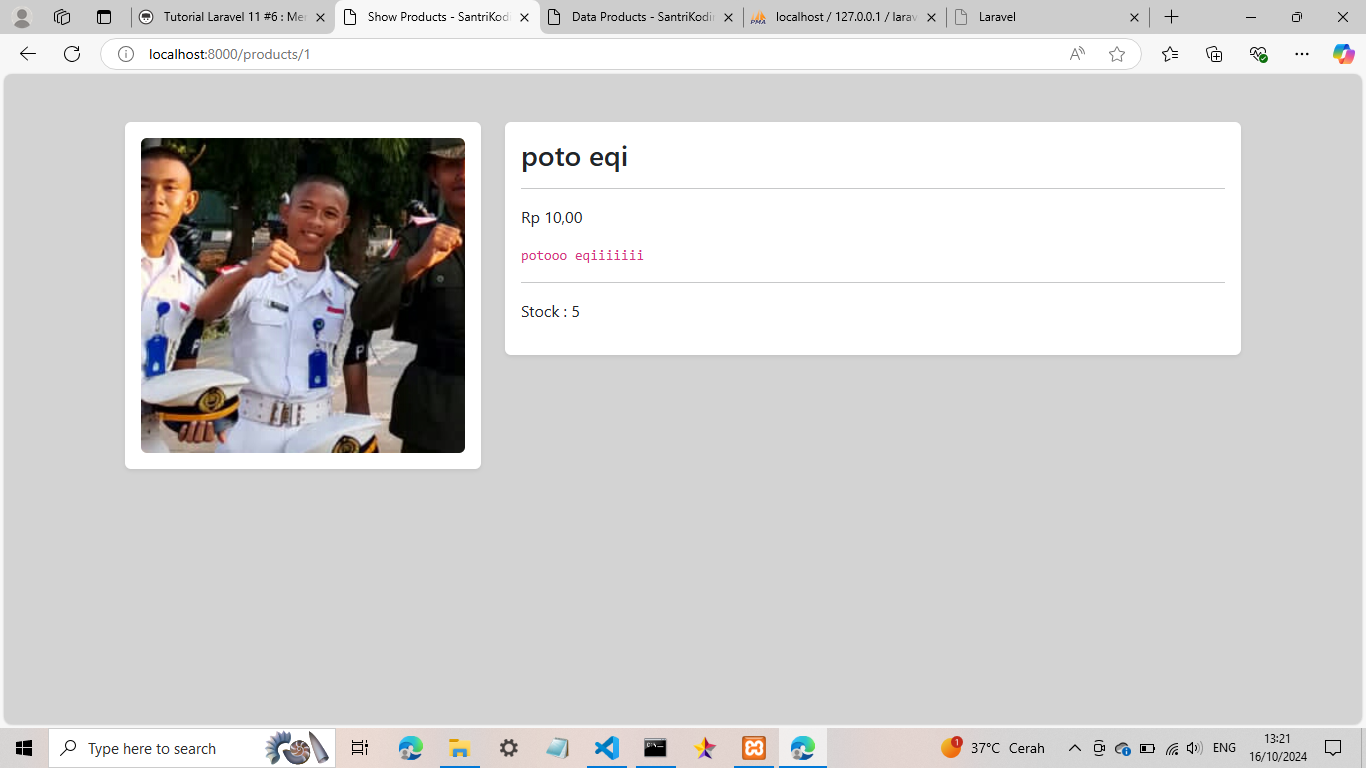 Tutorial Laravel 11 #6 : Me
Show Products - SantriKodi
Data Products - SantriKodi
localhost / 127.0.0.1 / larav
Laravel
localhost:8000/products/1
poto eqi
Rp 10,00
potooo eqiiiiiii
Stock : 5
Type here to search
1
37°C Cerah
ENG
13:21
16/10/2024